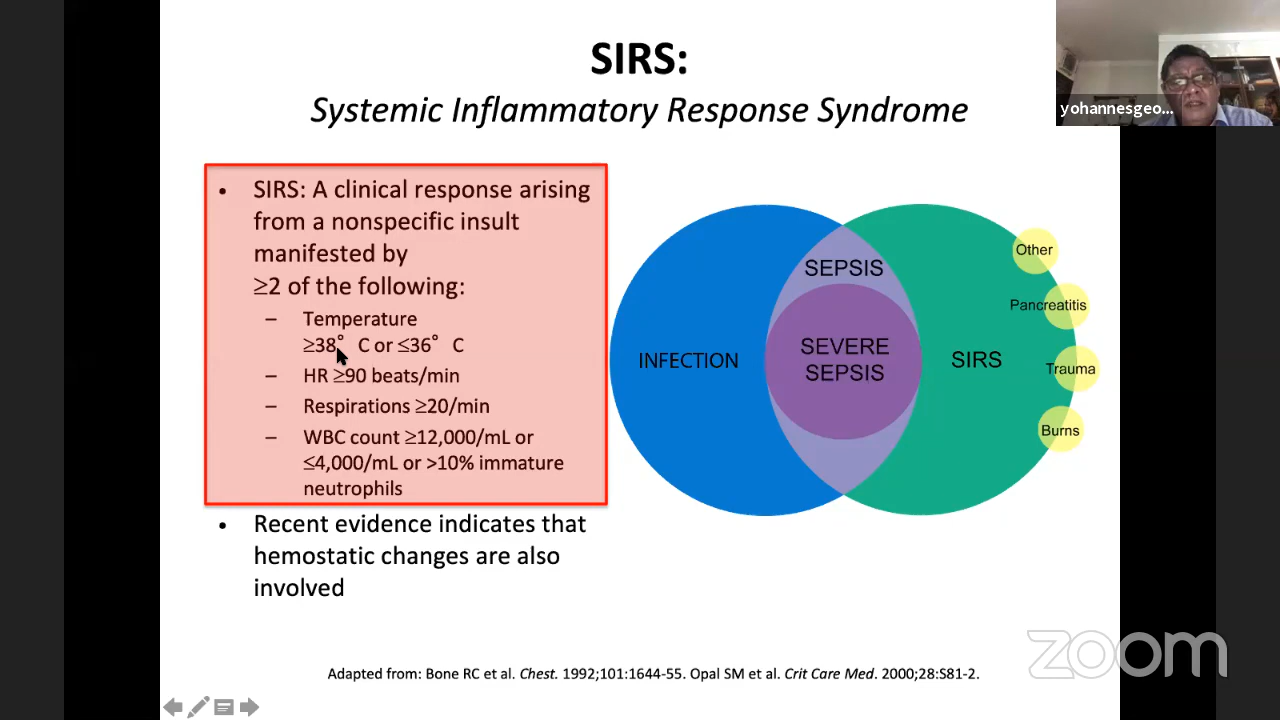 SIRS:
Systemic Inflammatory Response Syndrome
yohannesgeo...
• SIRS: A clinical response arising
from a nonspecific insult
manifested by
≥2 of the following:
– Temperature
≥38° C or ≤36° C
– HR ≥90 beats/min
– Respirations ≥20/min
– WBC count ≥12,000/mL or
≤4,000/mL or >10% immature
neutrophils
• Recent evidence indicates that
hemostatic changes are also
involved
INFECTION
SEPSIS
SEVERE
SEPSIS
SIRS
Other
Pancreatitis
Trauma
Burns
Adapted from: Bone RC et al. Chest. 1992;101:1644-55. Opal SM et al. Crit Care Med. 2000;28:S81-2.
zoom